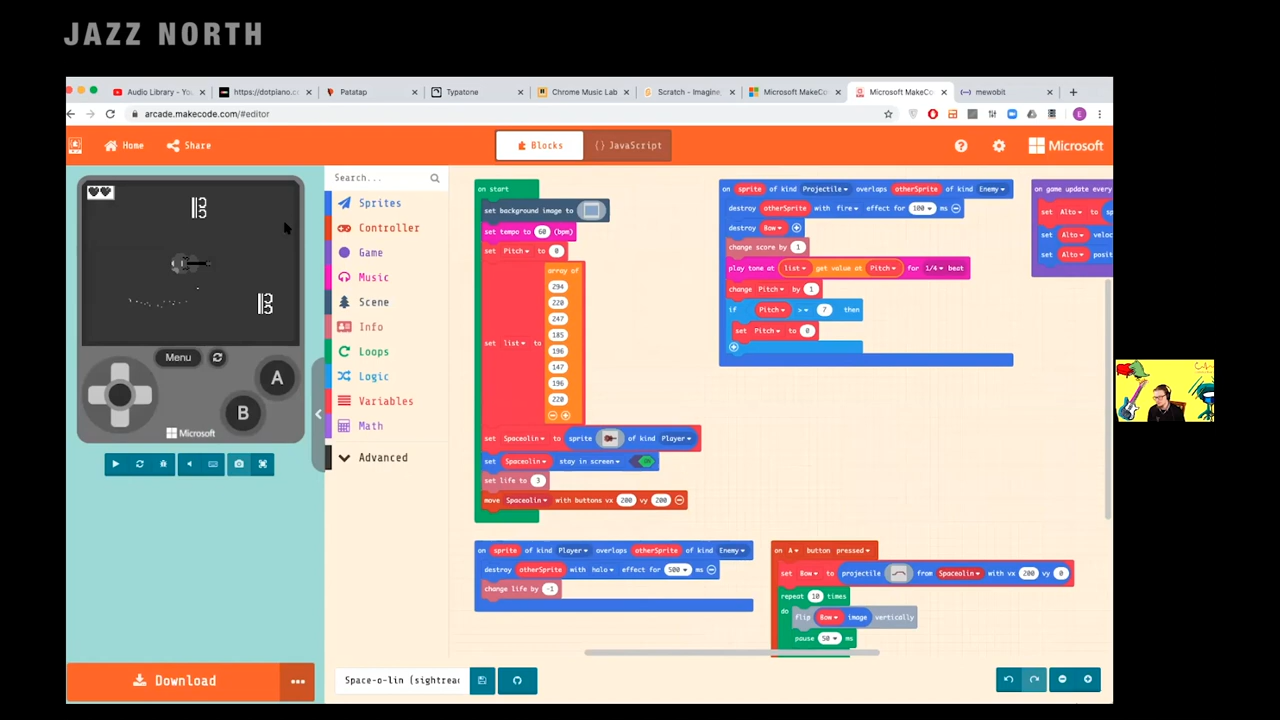 JAZZ NORTH
Audio Library - Yo
https://dotpiano.c
Patatap
Typatone
Chrome Music Lab
Scratch - Imagine,
Microsoft MakeC
Microsoft MakeCo
mewobit
arcade.makecode.com/#editor
Home
Share
Blocks
JavaScript
Microsoft
Search...
Sprites
Controller
Game
Music
Scene
Info
Loops
Logic
Variables
Math
Advanced
Menu
A
B
Microsoft
Download
on start
set background image to
set tempo to 60 (bpm)
set Pitch to 0
set list to
array of
294
220
247
185
196
147
196
220
set Spaceolin to sprite of kind Player
set Spaceolin stay in screen
set life to 3
move Spaceolin with buttons vx 200 vy 200
on sprite of kind Player overlaps otherSprite of kind Enemy
destroy otherSprite with halo effect for 500 ms
change life by -1
on sprite of kind Projectile overlaps otherSprite of kind Enemy
destroy otherSprite with fire effect for 100 ms
destroy Bow
change score by 1
play tone at list get value at Pitch for 1/4 beat
change Pitch by 1
if Pitch > 7 then
set Pitch to 0
on game update every
set Alto to sp
set Alto veloc
set Alto posit
on A button pressed
set Bow to projectile from Spaceolin with vx 200 vy 0
repeat 10 times
do
flip Bow image vertically
pause 50 ms
Space-o-lin (sightread